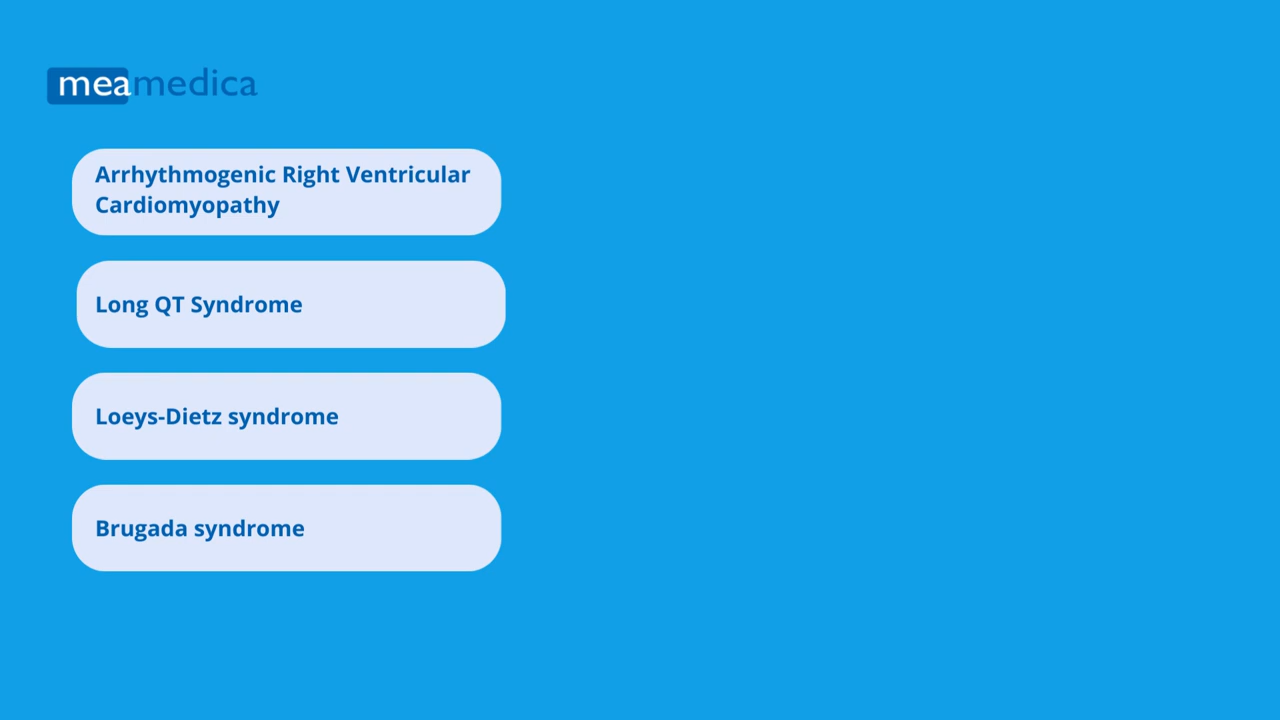 meamedica
Arrhythmogenic Right Ventricular
Cardiomyopathy
Long QT Syndrome
Loeys-Dietz syndrome
Brugada syndrome